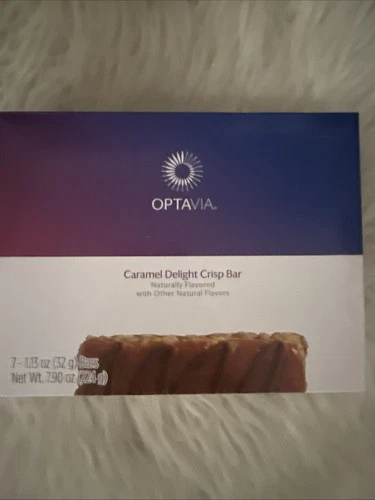 OPTAVIA.
Caramel Delight Crisp Bar
Naturally Flavored
with Other Natural Flavors
7 - 1.13 oz (32 g) Bars
Net Wt. 7.90 oz (224 g)